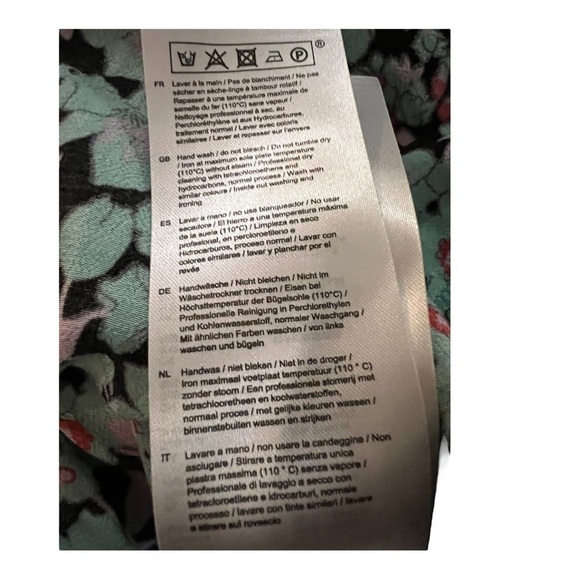 P ®
FR Laver à la main / Pas de blanchiment / Ne pas
sécher en sèche-linge à tambour rotatif /
Repasser à une température maximale de
semelle du fer (110°C) sans vapeur /
Nettoyage professionnel à sec, au
Perchloréthylène et aux Hydrocarbures,
traitement normal / Laver avec coloris
similaires / Laver et repasser sur l'envers
GB Hand wash / do not bleach / Do not tumble dry
/ Iron at maximum sole plate temperature
(110°C) without steam / Professional dry
cleaning with tetrachloroethene and
hydrocarbons, normal process / Wash with
similar colours / Inside out washing and
ironing
ES Lavar a mano / no usa blanqueador / No usar
secadora / El hierro a una temperatura máxima
de la suela (110°C) / Limpieza en seco
profesional, en percloroetileno e
Hidrocarburos, proceso normal / Lavar con
colores similares / lavar y planchar por el
revés
DE Handwäsche / Nicht bleichen / Nicht im
Wäschetrockner trocknen / Eisen bei
Höchsttemperatur der Bügelsohle (110°C) /
Professionelle Reinigung in Perchlorethylen
und Kohlenwasserstoff, normaler Waschgang /
Mit ähnlichen Farben waschen / von links
waschen und bügeln
NL Handwas / niet bleken / Niet in de droger /
Iron maximaal voetplaat temperatuur (110 ° C)
zonder stoom / Een professionele stomerij met
tetrachlooretheen en koolwaterstoffen,
normaal proces / met gelijke kleuren wassen /
binnenstebuiten wassen en strijken
IT Lavare a mano / non usare la candeggina / Non
asciugare / Stirare a temperatura unica
piastra massima (110 ° C) senza vapore /
Professionale di lavaggio a secco con
tetracloroetilene e idrocarburi, normale
processo / lavare con tinte similari / lavare
e stirare sul rovescio